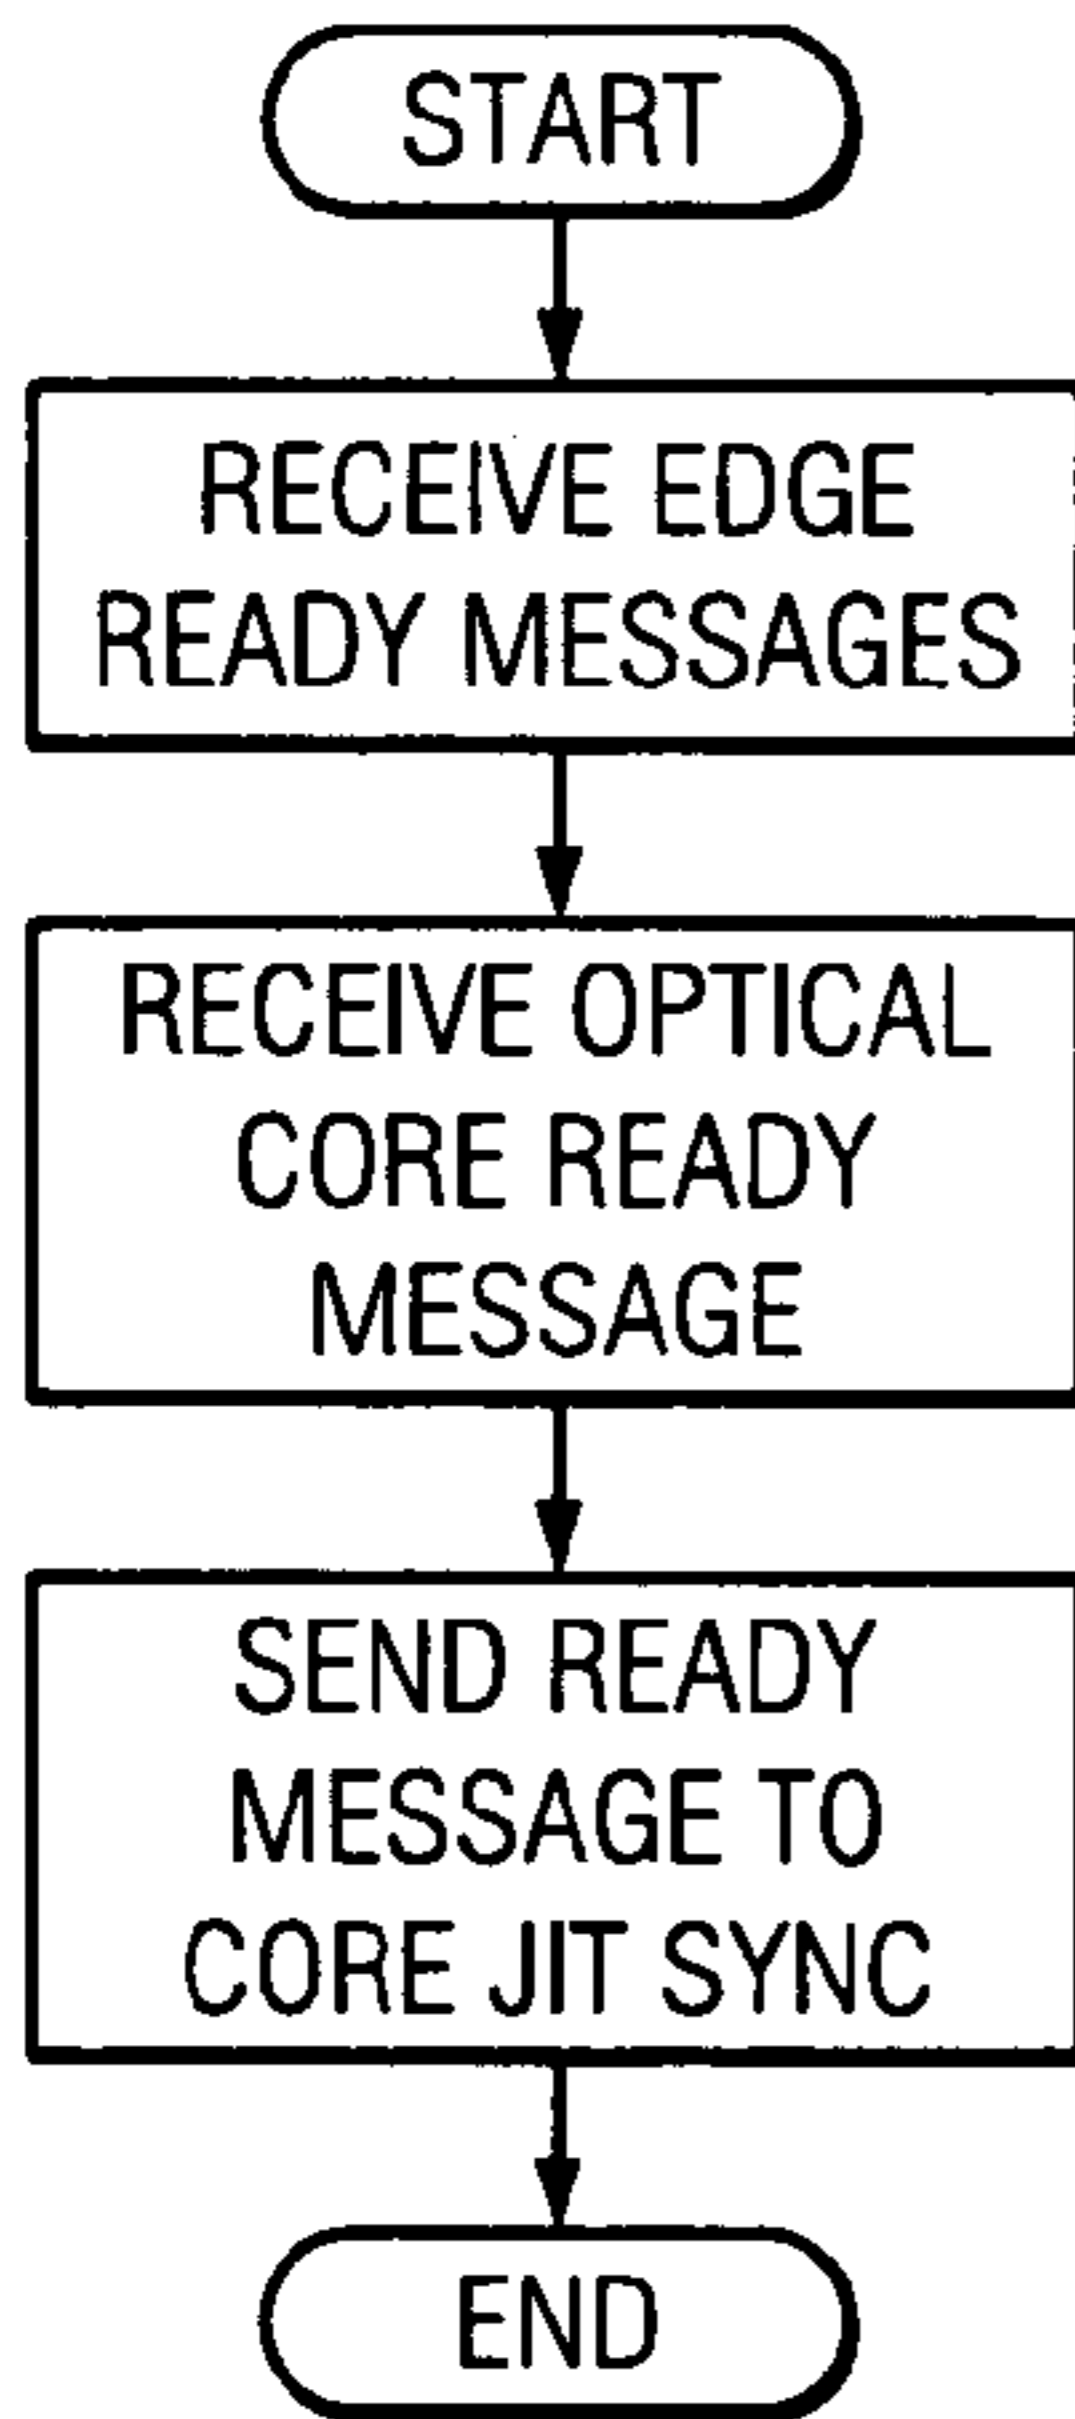 START
RECEIVE EDGE
READY MESSAGES
RECEIVE OPTICAL
CORE READY
MESSAGE
SEND READY
MESSAGE TO
CORE JIT SYNC
END